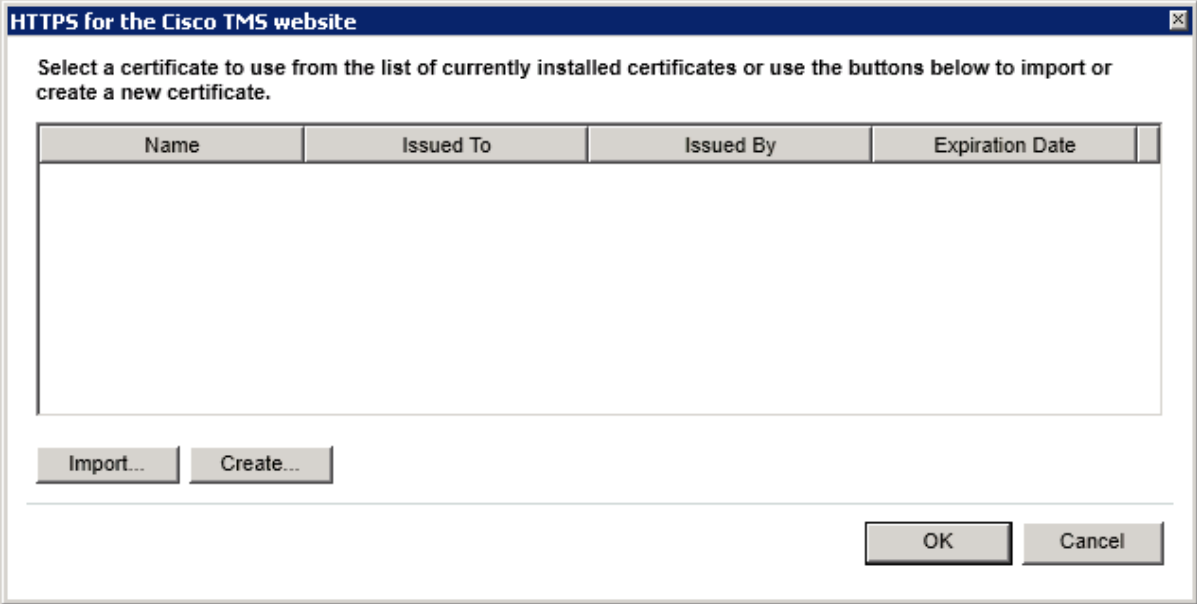 HTTPS for the Cisco TMS website
Select a certificate to use from the list of currently installed certificates or use the buttons below to import or
create a new certificate.
Name Issued To Issued By Expiration Date
Import... Create...
OK Cancel